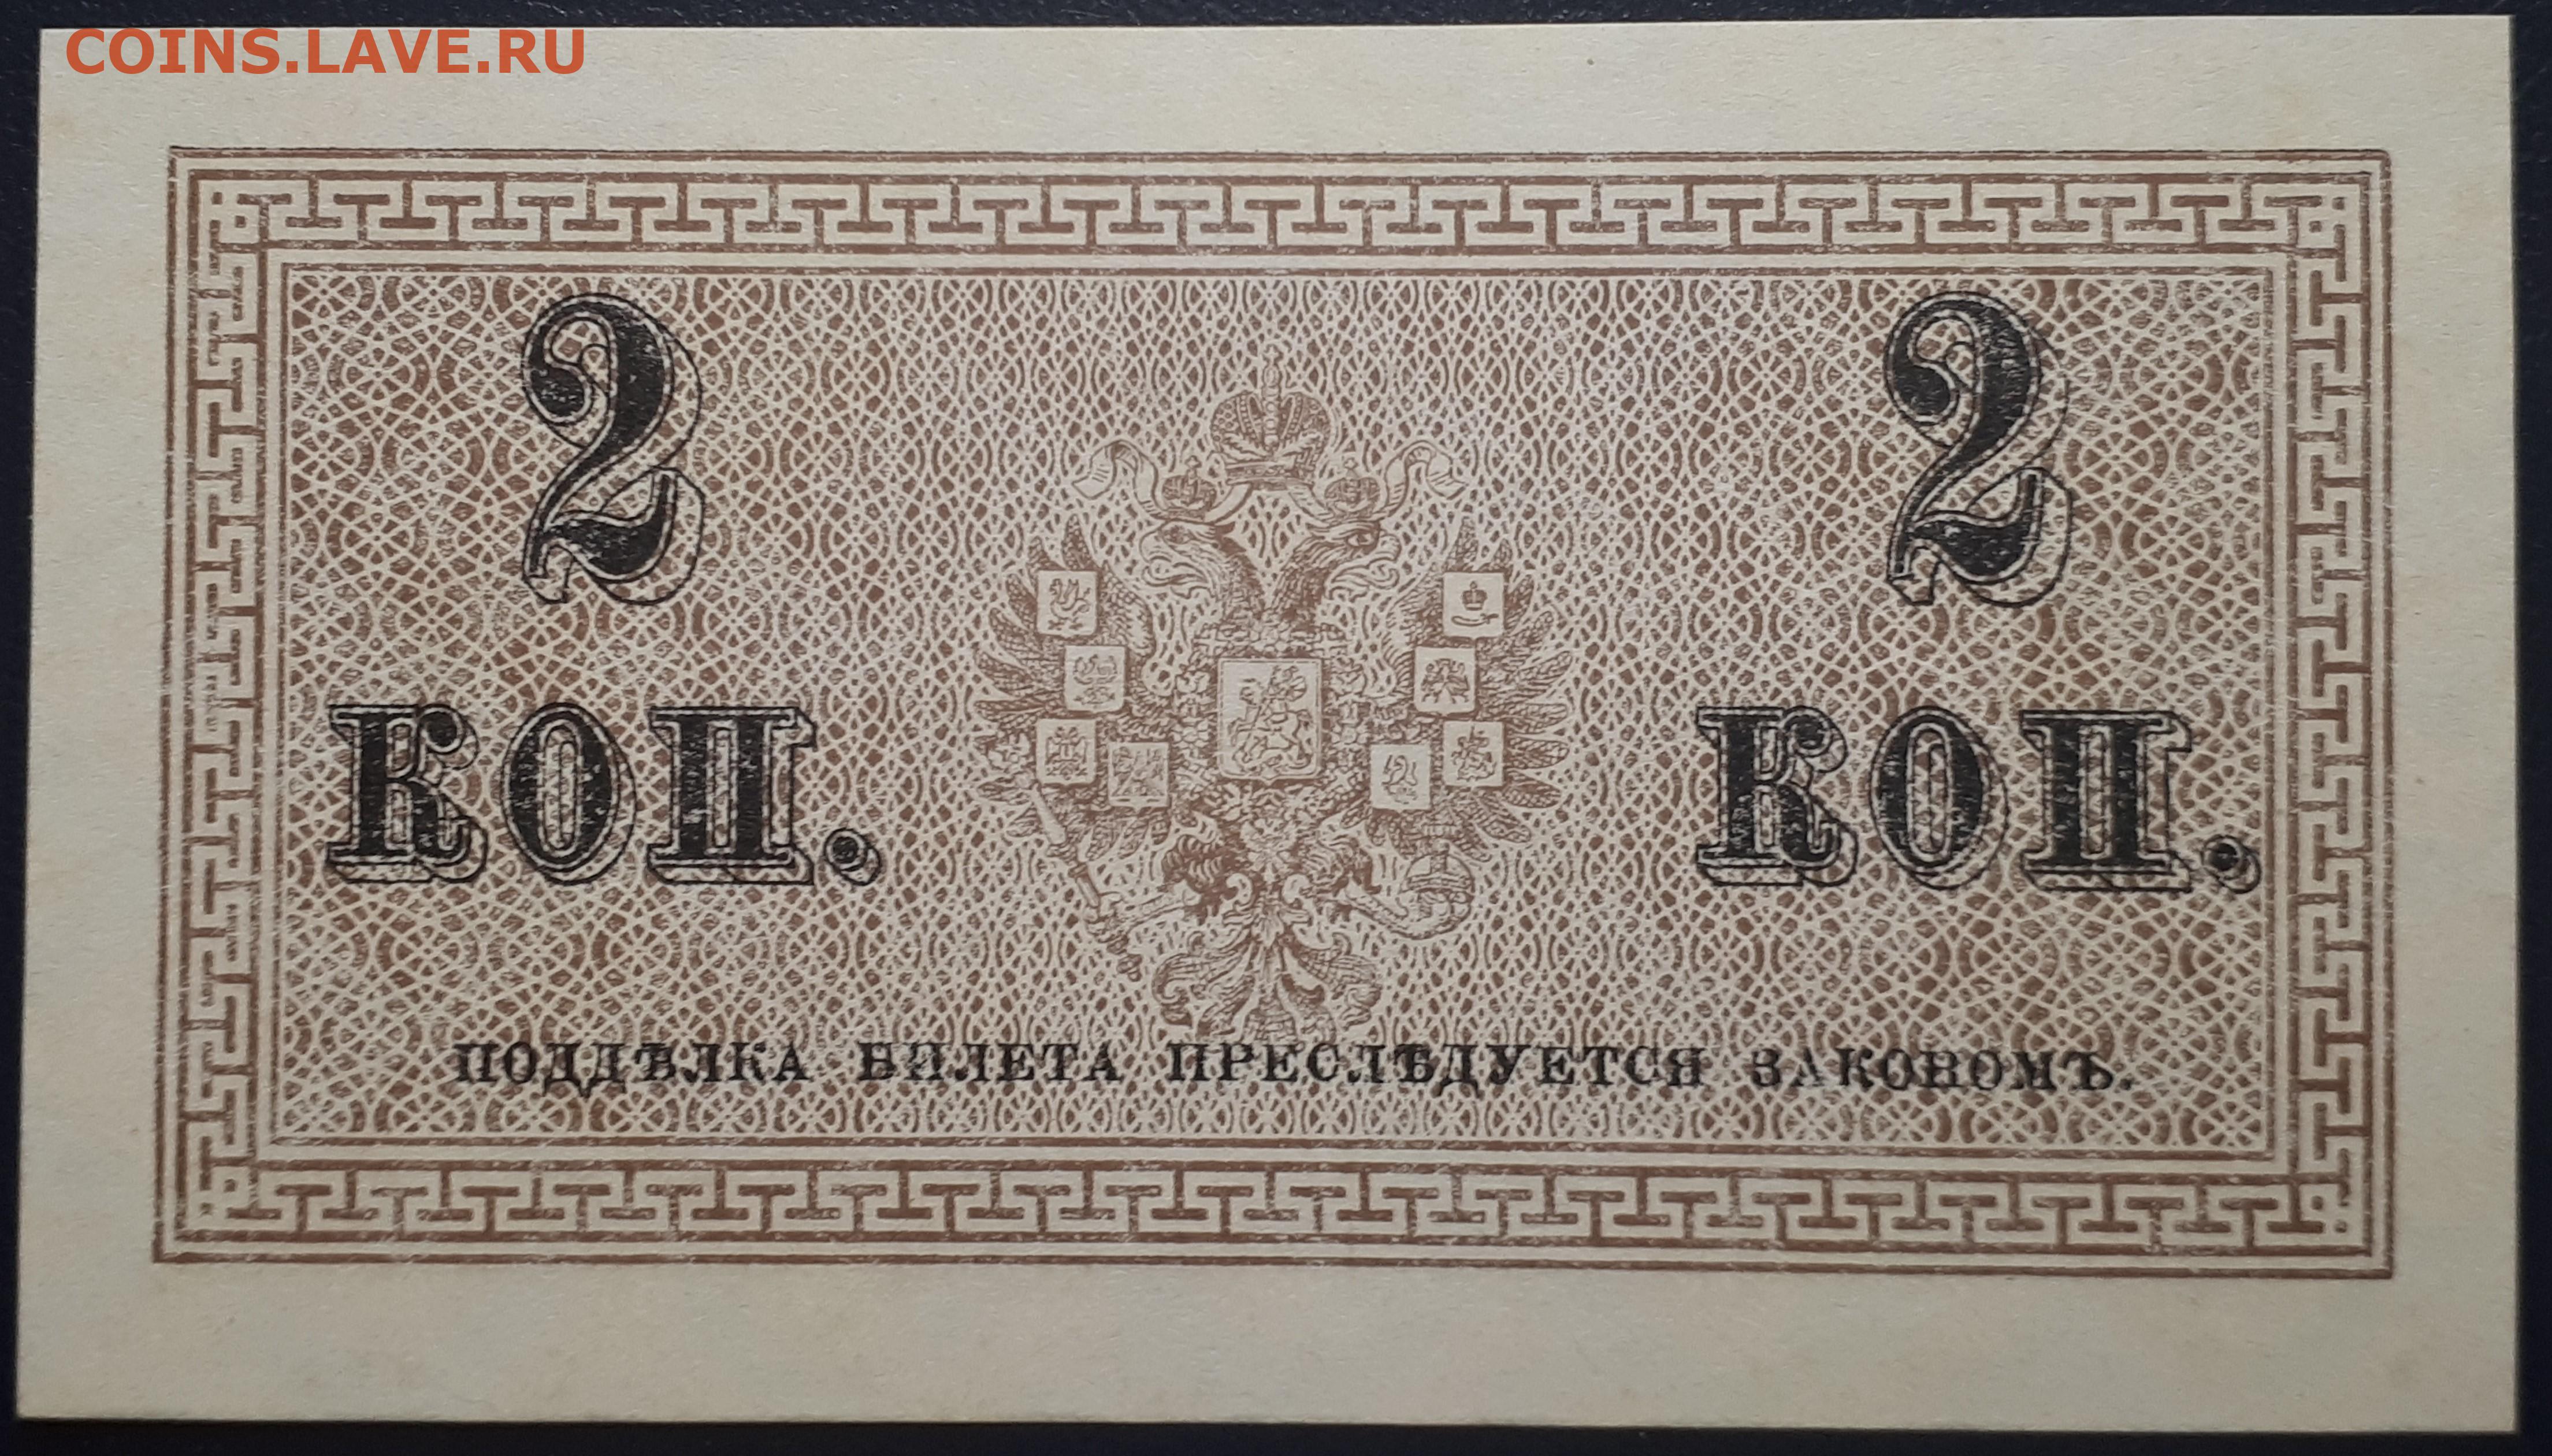 COINS.LAVE.RU
2 2
КОП. КОП.
ПОДДѢЛКА БИЛЕТА ПРЕСЛѢДУЕТСЯ ЗАКОНОМЪ.